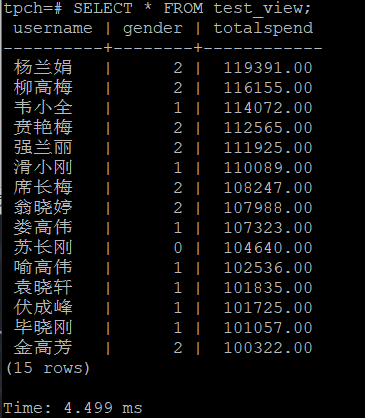 tpch=# SELECT * FROM test_view;
username | gender | totalspend
----------+--------+------------
杨兰娟 | 2 | 119391.00
柳高梅 | 2 | 116155.00
韦小全 | 1 | 114072.00
贲艳梅 | 2 | 112565.00
强兰丽 | 2 | 111925.00
滑小刚 | 1 | 110089.00
席长梅 | 2 | 108247.00
翁晓婷 | 2 | 107988.00
娄高伟 | 1 | 107323.00
苏长刚 | 0 | 104640.00
喻高伟 | 1 | 102536.00
袁晓轩 | 1 | 101835.00
伏成峰 | 1 | 101725.00
毕晓刚 | 1 | 101057.00
金高芳 | 2 | 100322.00
(15 rows)
Time: 4.499 ms